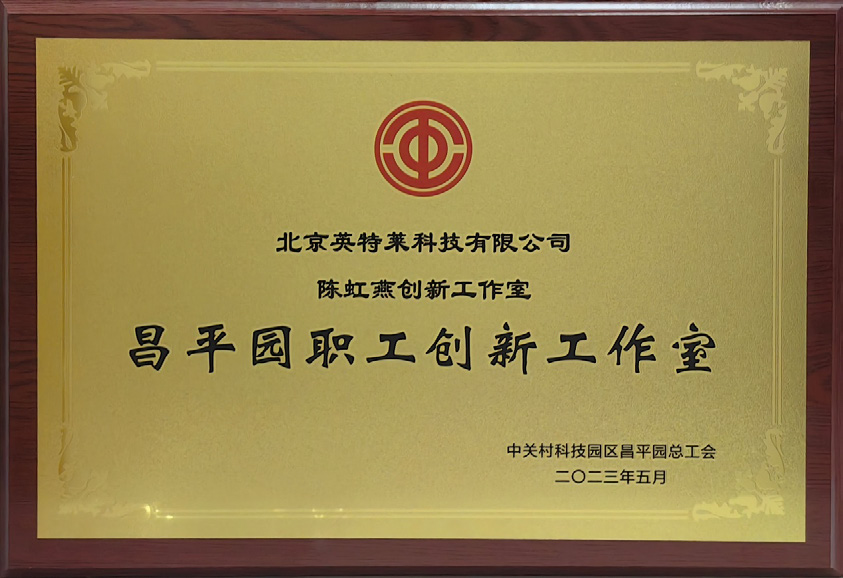 北京英特莱科技有限公司
陈虹燕创新工作室
昌平园职工创新工作室
中关村科技园区昌平园总工会
二〇二三年五月